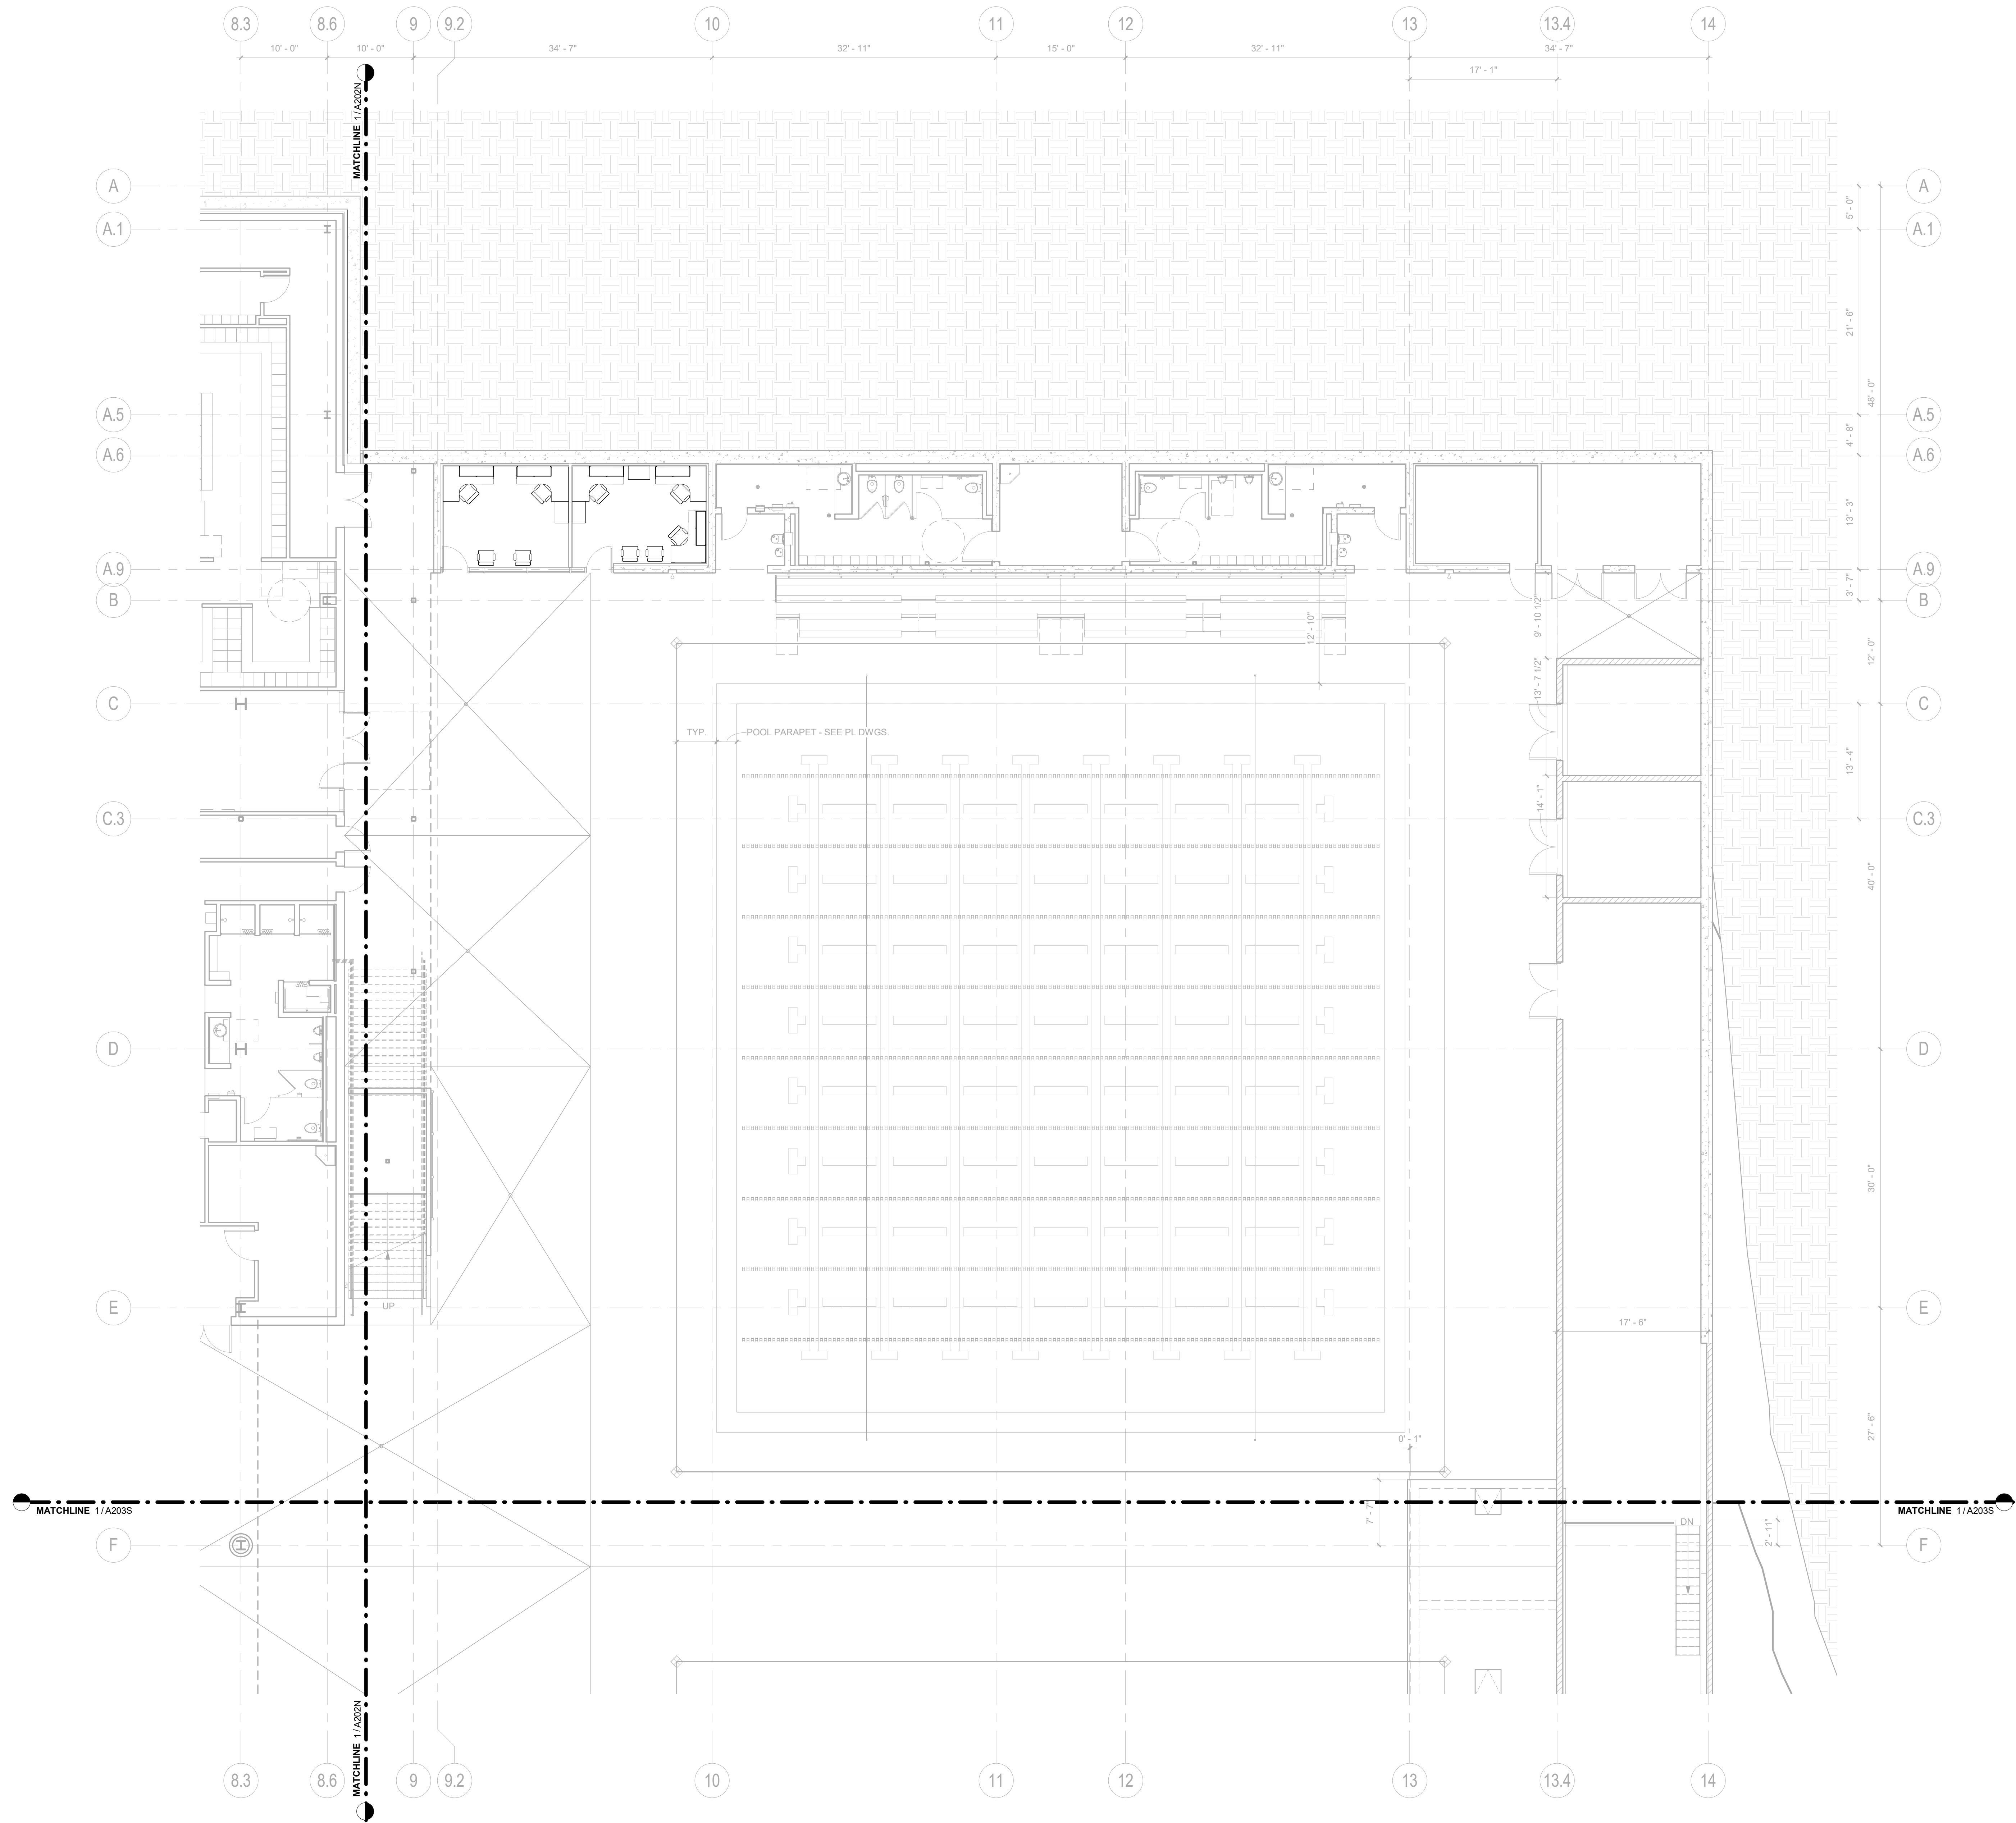 8.3 8.6 9 9.2 10 11 12 13 13.4 14
10' - 0" 10' - 0" 34' - 7" 32' - 11" 15' - 0" 32' - 11" 34' - 7"
17' - 1"
MATCHLINE 1 / A202N
A A
5' - 0"
A.1 A.1
21' - 6"
48' - 0"
A.5 A.5
4' - 8"
A.6 A.6
13' - 3"
A.9 A.9
3' - 7"
B B
9' - 10 1/2"
12' - 10"
12' - 0"
13' - 7 1/2"
C C
TYP. POOL PARAPET - SEE PL DWGS.
13' - 4"
14' - 1"
C.3 C.3
40' - 0"
D D
30' - 0"
UP
E E
17' - 6"
27' - 6"
0' - 1"
7' - 7"
MATCHLINE 1 / A203S MATCHLINE 1 / A203S
DN
2' - 11"
F F
MATCHLINE 1 / A202N
8.3 8.6 9 9.2 10 11 12 13 13.4 14